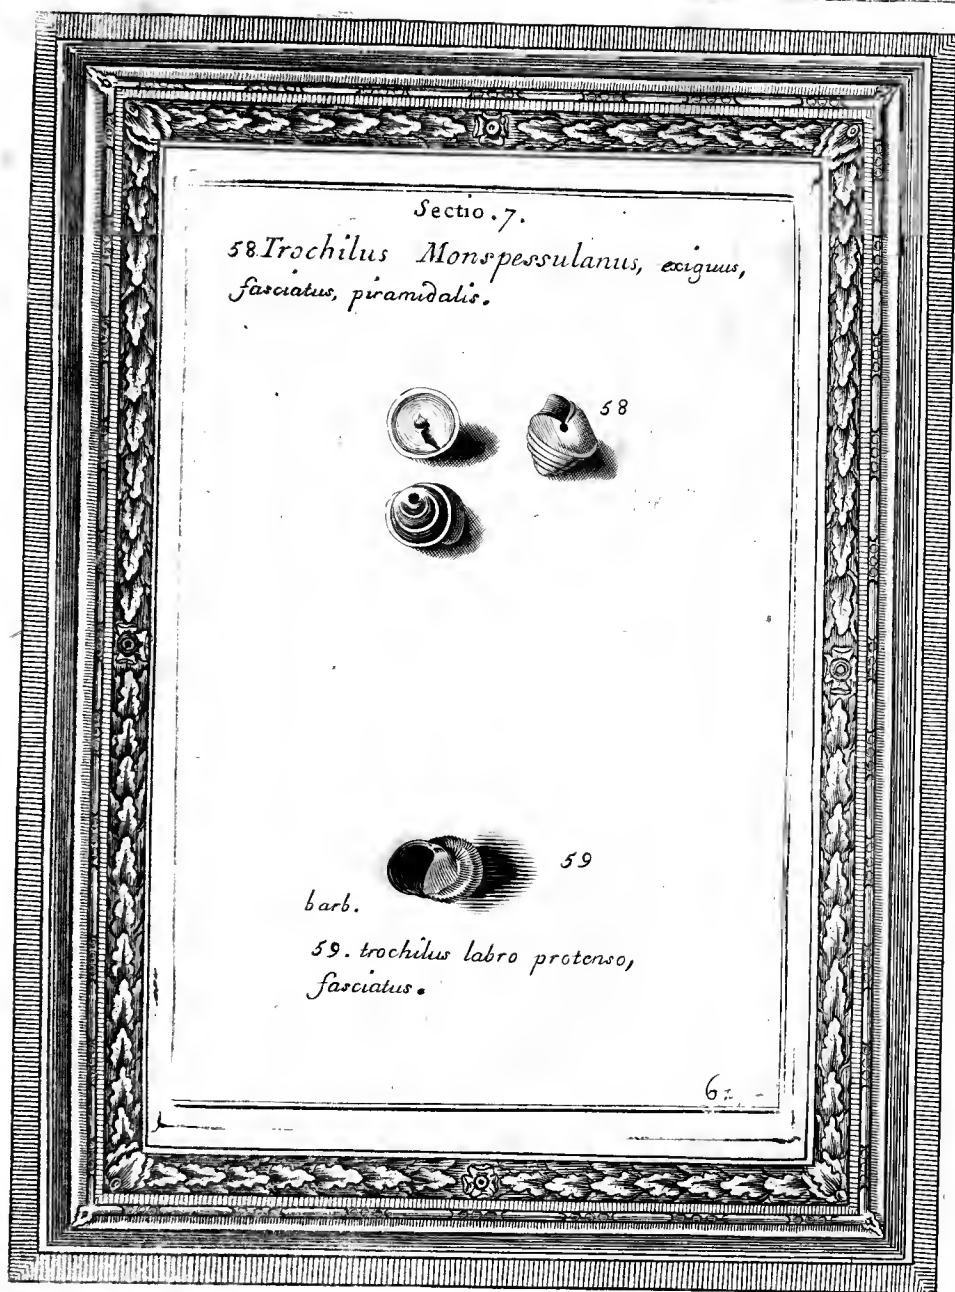 Sectio. 7.
58. Trochilus Monspessulanus, exiguus,
fasciatus, piramidalis.
58
59
barb.
59. trochilus labro protenso,
fasciatus.